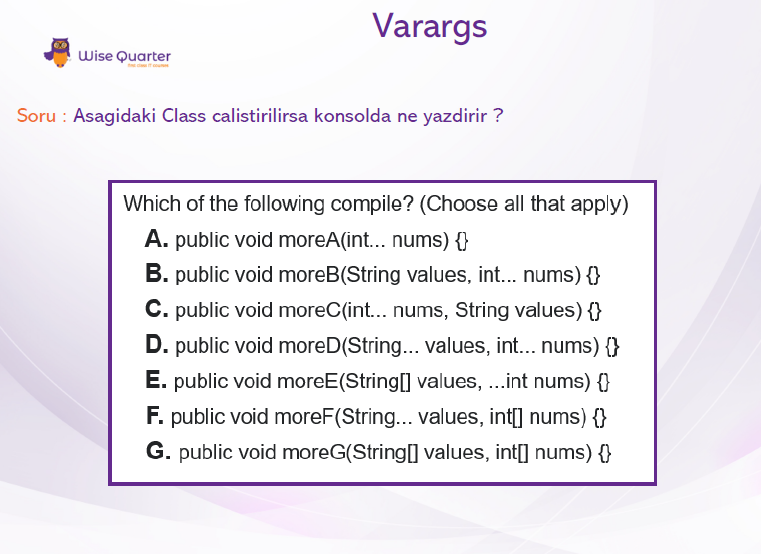 Varargs
Wise Quarter
Soru : Asagidaki Class calistirilirsa konsolda ne yazdirir ?
Which of the following compile? (Choose all that apply)
A. public void moreA(int... nums) {}
B. public void moreB(String values, int... nums) {}
C. public void moreC(int... nums, String values) {}
D. public void moreD(String... values, int... nums) {}
E. public void moreE(String[] values, ...int nums) {}
F. public void moreF(String... values, int[] nums) {}
G. public void moreG(String[] values, int[] nums) {}